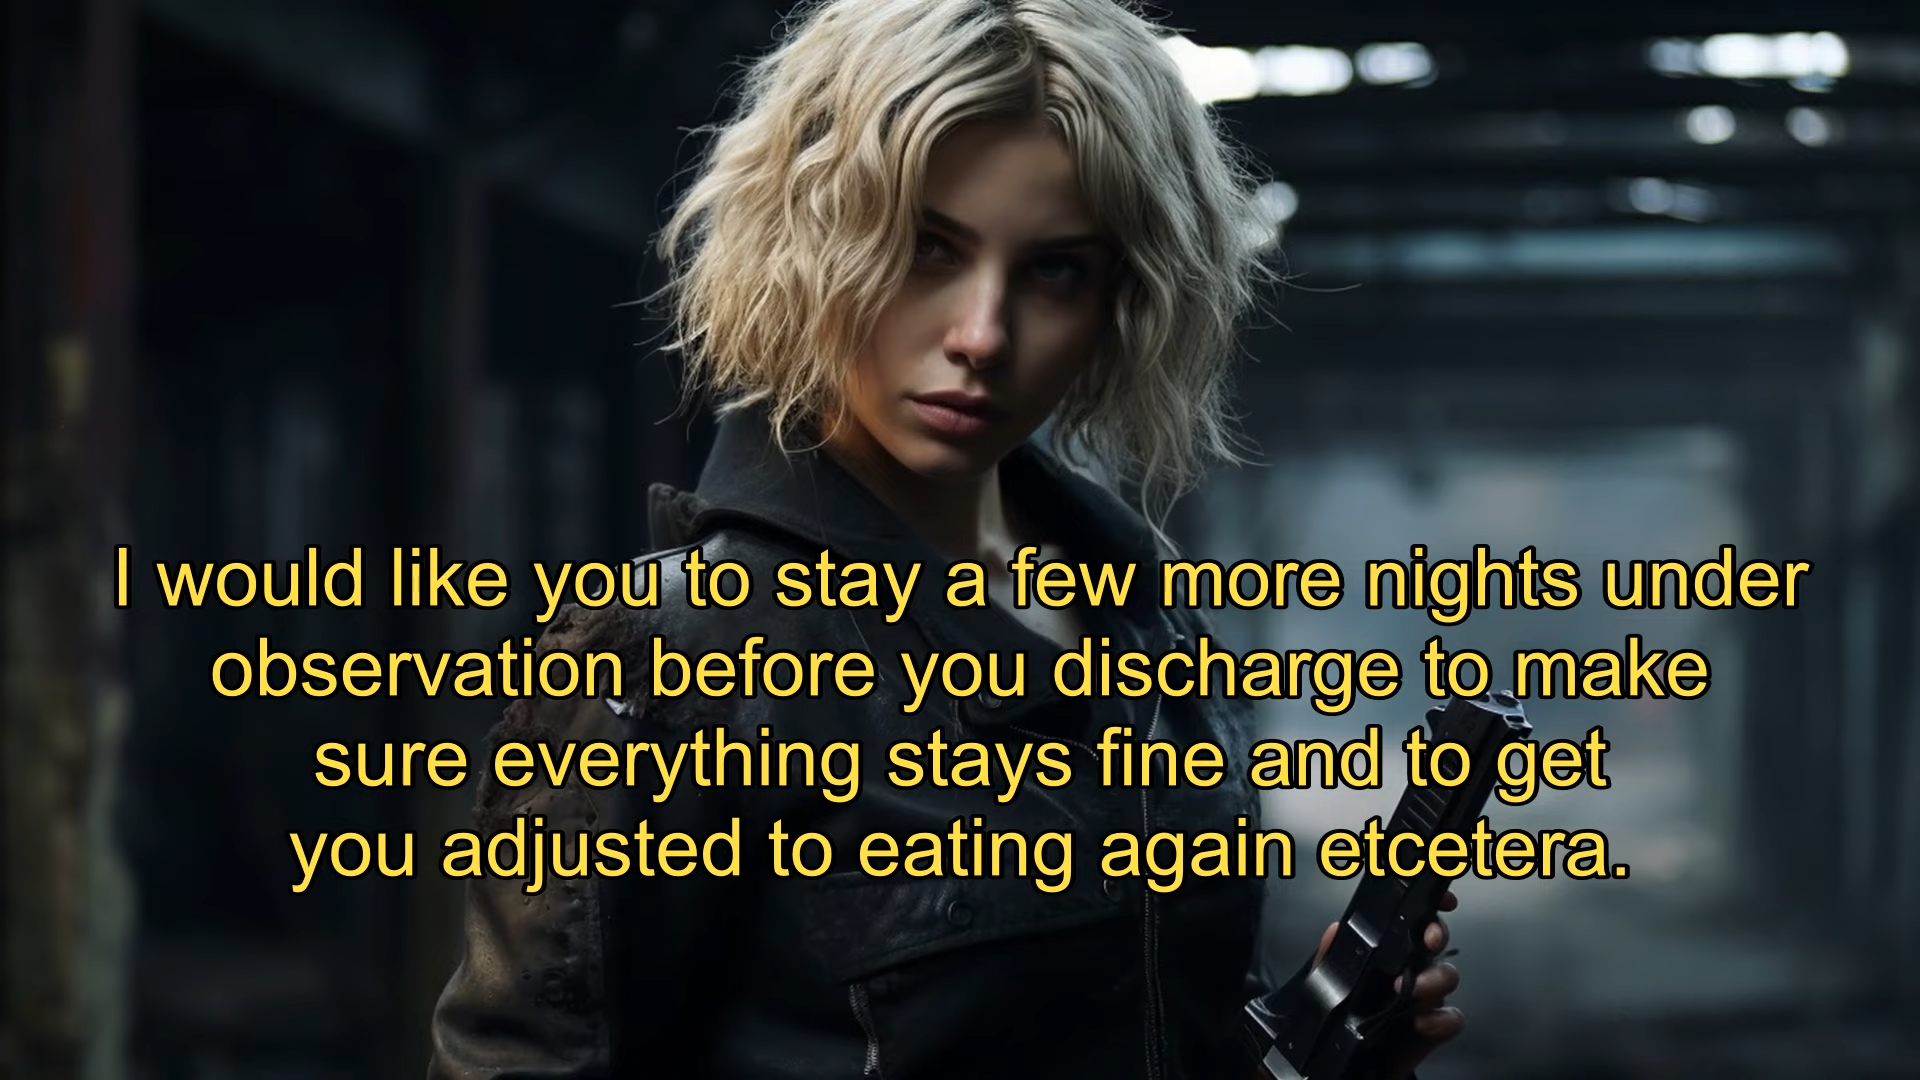 I would like you to stay a few more nights under
observation before you discharge to make
sure everything stays fine and to get
you adjusted to eating again etcetera.